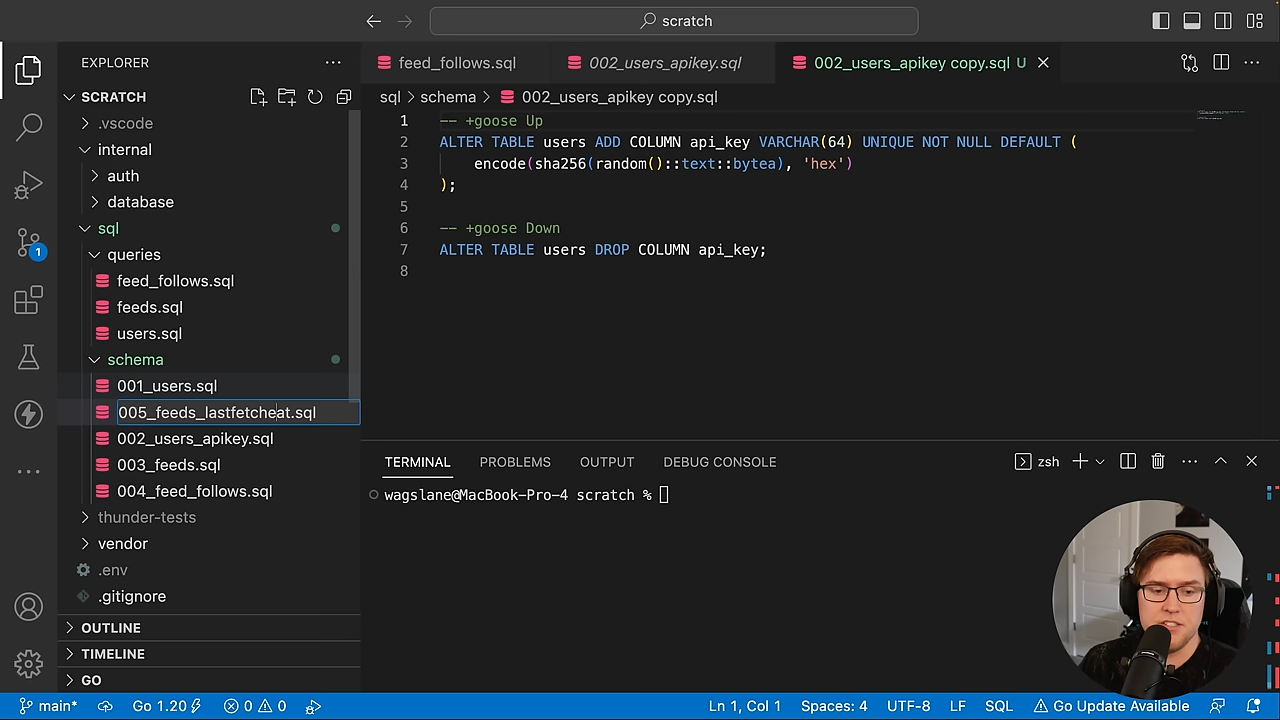 scratch
EXPLORER
feed_follows.sql
002_users_apikey.sql
002_users_apikey copy.sql U
SCRATCH
sql > schema > 002_users_apikey copy.sql
.vscode
internal
auth
database
sql
queries
feed_follows.sql
feeds.sql
users.sql
schema
001_users.sql
005_feeds_lastfetcheat.sql
002_users_apikey.sql
003_feeds.sql
004_feed_follows.sql
thunder-tests
vendor
.env
.gitignore
OUTLINE
TIMELINE
GO
1
1 -- +goose Up
2 ALTER TABLE users ADD COLUMN api_key VARCHAR(64) UNIQUE NOT NULL DEFAULT (
3 encode(sha256(random()::text::bytea), 'hex')
4 );
5
6 -- +goose Down
7 ALTER TABLE users DROP COLUMN api_key;
8
TERMINAL PROBLEMS OUTPUT DEBUG CONSOLE zsh
wagslane@MacBook-Pro-4 scratch %
main* Go 1.20 0 0 Ln 1, Col 1 Spaces: 4 UTF-8 LF SQL Go Update Available